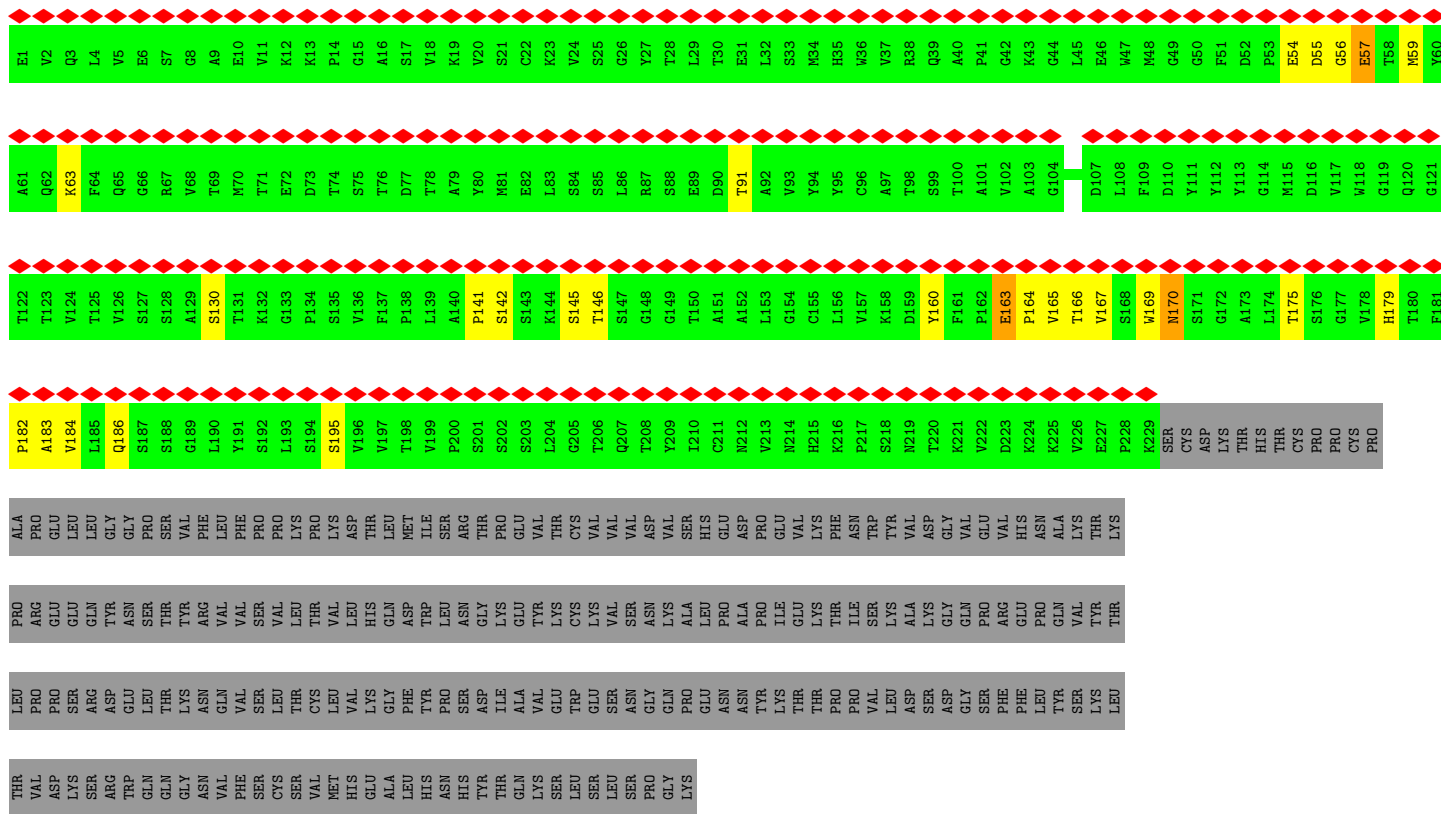 E1 V2 Q3 L4 V5 E6 S7 G8 A9 E10 V11 K12 K13 P14 G15 A16 S17 V18 K19 V20 S21 C22 K23 V24 S25 G26 Y27 T28 L29 T30 E31 L32 S33 M34 H35 W36 V37 R38 Q39 A40 P41 G42 K43 G44 L45 E46 W47 M48 G49 G50 F51 D52 P53 E54 D55 G56 E57 T58 M59 Y60
A61 Q62 K63 F64 Q65 G66 R67 V68 T69 M70 T71 E72 D73 T74 S75 T76 D77 T78 A79 Y80 M81 E82 L83 S84 S85 L86 R87 S88 E89 D90 T91 A92 V93 Y94 Y95 C96 A97 T98 S99 T100 A101 V102 A103 G104 D107 L108 F109 D110 Y111 Y112 Y113 G114 M115 D116 V117 W118 G119 Q120 G121
T122 T123 V124 T125 V126 S127 S128 A129 S130 T131 K132 G133 P134 S135 V136 F137 P138 L139 A140 P141 S142 S143 K144 S145 T146 S147 G148 G149 T150 A151 A152 L153 G154 C155 L156 V157 K158 D159 Y160 F161 P162 E163 P164 V165 T166 V167 S168 W169 N170 S171 G172 A173 L174 T175 S176 G177 V178 H179 T180 F181
P182 A183 V184 L185 Q186 S187 S188 G189 L190 Y191 S192 L193 S194 S195 V196 V197 T198 V199 P200 S201 S202 S203 L204 G205 T206 Q207 T208 Y209 I210 C211 N212 V213 N214 H215 K216 P217 S218 N219 T220 K221 V222 D223 K224 K225 V226 E227 P228 K229 SER CYS ASP LYS THR HIS THR CYS PRO PRO CYS PRO
ALA PRO GLU LEU LEU GLY GLY PRO SER VAL PHE LEU PHE PRO PRO LYS PRO LYS ASP THR LEU MET ILE SER ARG THR PRO GLU VAL THR CYS VAL VAL VAL ASP VAL SER HIS GLU ASP PRO GLU VAL LYS PHE ASN TRP TYR VAL ASP GLY VAL GLU VAL HIS ASN ALA LYS THR LYS
PRO ARG GLU GLU GLN TYR ASN SER THR TYR ARG VAL VAL SER VAL LEU THR VAL LEU HIS GLN ASP TRP LEU ASN GLY LYS GLU TYR LYS CYS LYS VAL SER ASN LYS ALA LEU PRO ALA PRO ILE GLU LYS THR ILE SER LYS ALA LYS GLY GLN PRO ARG GLU PRO GLN VAL TYR THR
LEU PRO PRO SER ARG ASP GLU LEU THR LYS ASN GLN VAL SER LEU THR CYS LEU VAL LYS GLY PHE TYR PRO SER ASP ILE ALA VAL GLU TRP GLU SER ASN GLY GLN PRO GLU ASN ASN TYR LYS THR THR PRO PRO VAL LEU ASP SER ASP GLY SER PHE PHE LEU TYR SER LYS LEU
THR VAL ASP LYS SER ARG TRP GLN GLN GLY ASN VAL PHE SER CYS SER VAL MET HIS GLU ALA LEU HIS ASN HIS TYR THR GLN LYS SER LEU SER LEU SER PRO GLY LYS